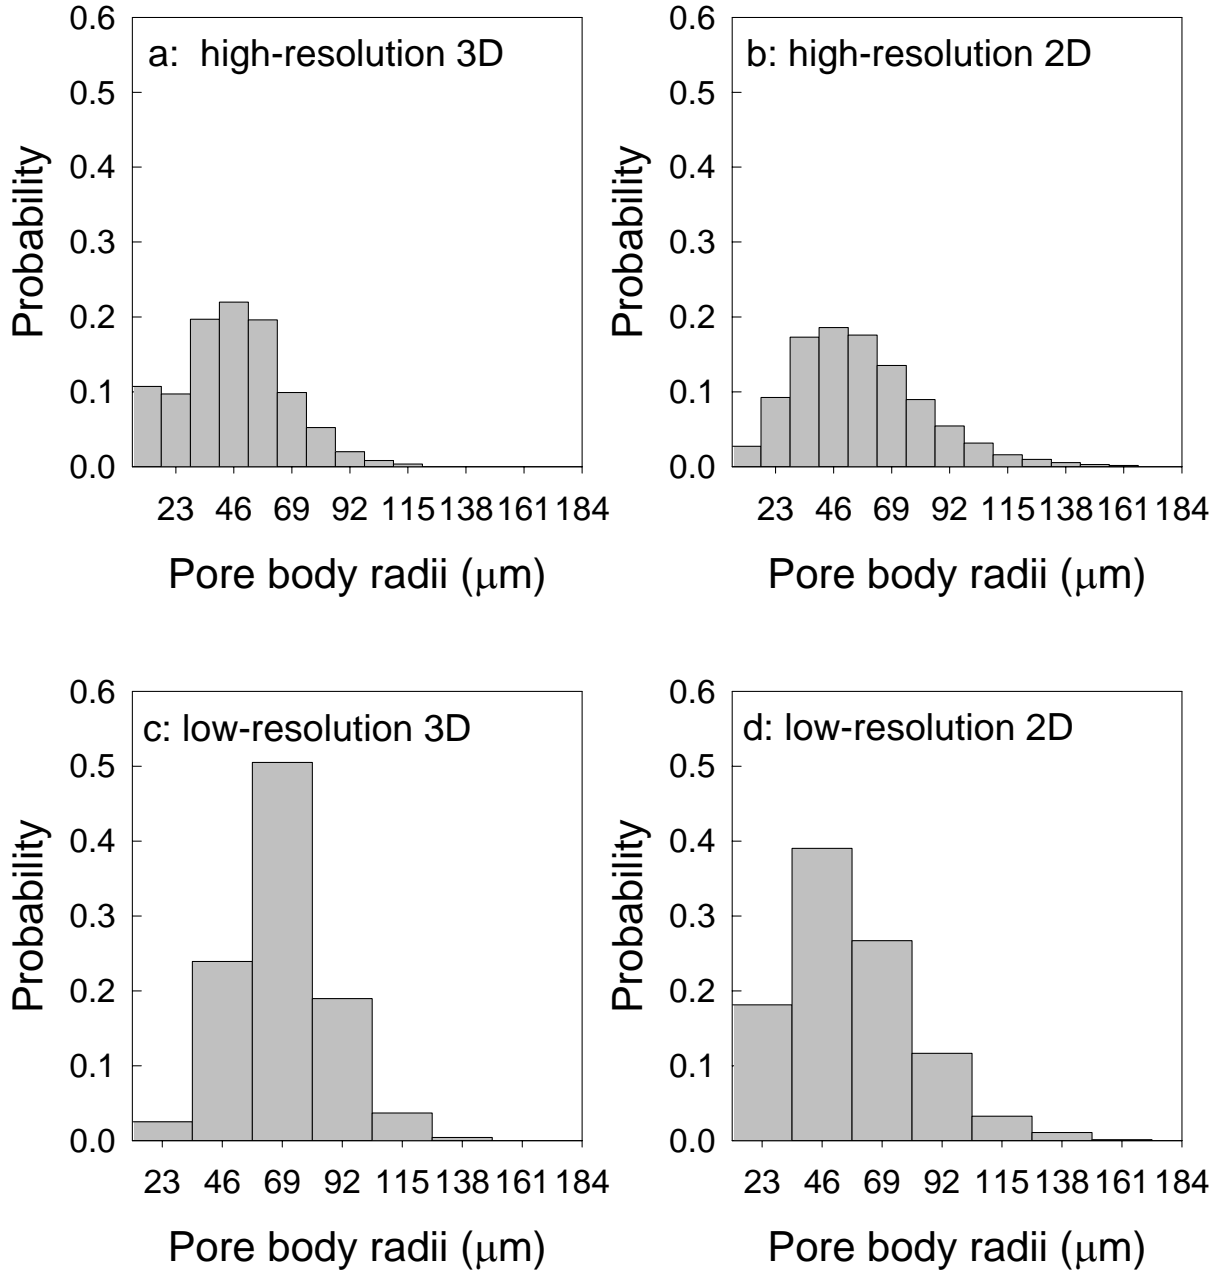 a:  high-resolution 3D
0.6
0.5
0.4
0.3
0.2
0.1
0.0
Probability
23 46 69 92 115 138 161 184
Pore body radii (μm)
b: high-resolution 2D
0.6
0.5
0.4
0.3
0.2
0.1
0.0
Probability
23 46 69 92 115 138 161 184
Pore body radii (μm)
c: low-resolution 3D
0.6
0.5
0.4
0.3
0.2
0.1
0.0
Probability
23 46 69 92 115 138 161 184
Pore body radii (μm)
d: low-resolution 2D
0.6
0.5
0.4
0.3
0.2
0.1
0.0
Probability
23 46 69 92 115 138 161 184
Pore body radii (μm)